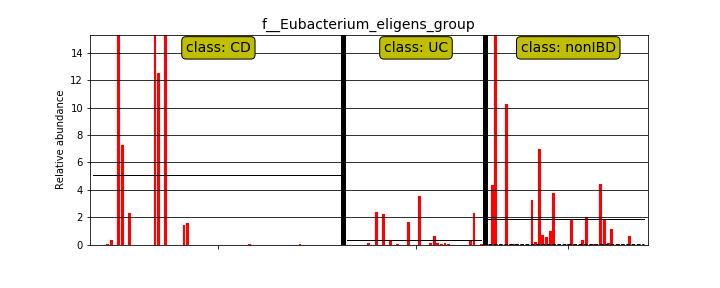 f__Eubacterium_eligens_group
class: CD
class: UC
class: nonIBD
Relative abundance
14
12
10
8
6
4
2
0